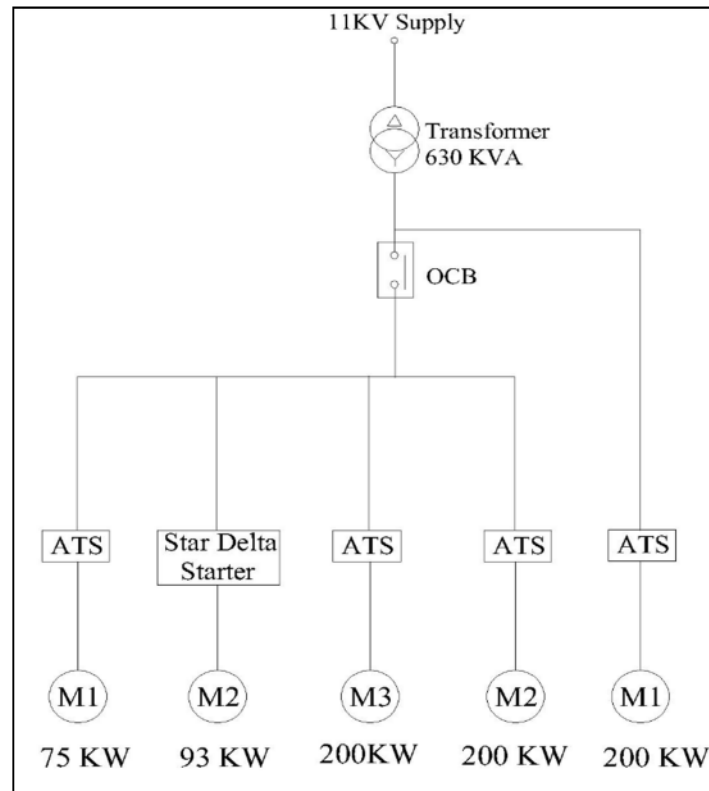 11KV Supply
Transformer
630 KVA
OCB
ATS
Star Delta
Starter
ATS
ATS
ATS
M1
M2
M3
M2
M1
75 KW
93 KW
200KW
200 KW
200 KW